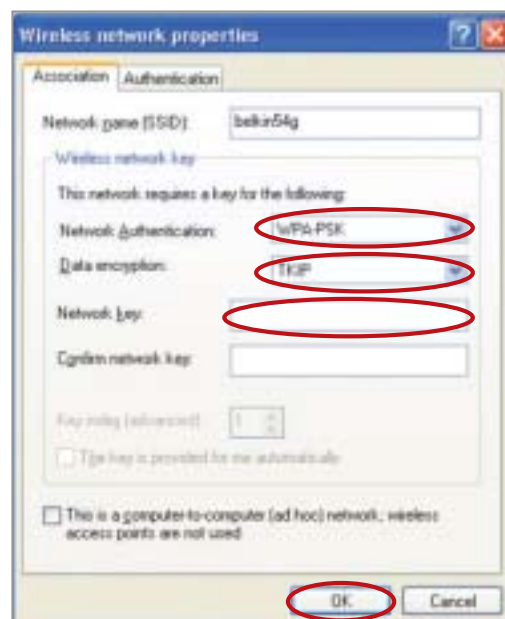 Wireless network properties
Association Authentication
Network name (SSID): belkin54g
Wireless network key
This network requires a key for the following:
Network Authentication: WPA-PSK
Data encryption: TKIP
Network key:
Confirm network key:
Key index (advanced): 1
The key is provided for me automatically
This is a computer-to-computer (ad hoc) network; wireless
access points are not used
OK Cancel